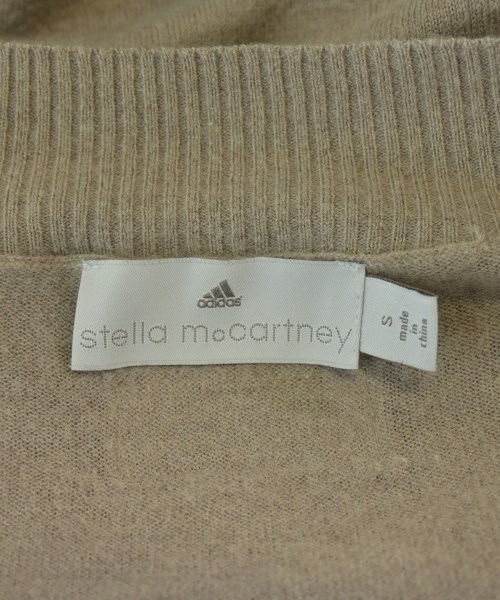 adidas
stella mccartney
S
made
in
china